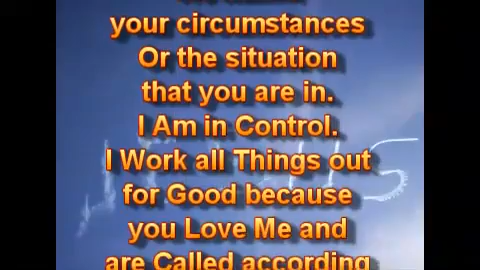 your circumstances
Or the situation
that you are in.
I Am in Control.
I Work all Things out
for Good because
you Love Me and
are Called according